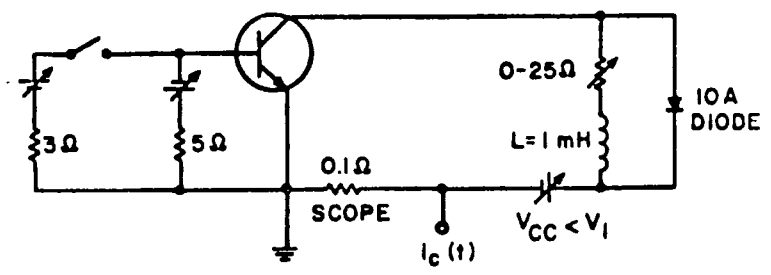 0-25Ω
10A
DIODE
3Ω
5Ω
L=1 mH
0.1Ω
SCOPE
i_c(t)
V_CC < V_1